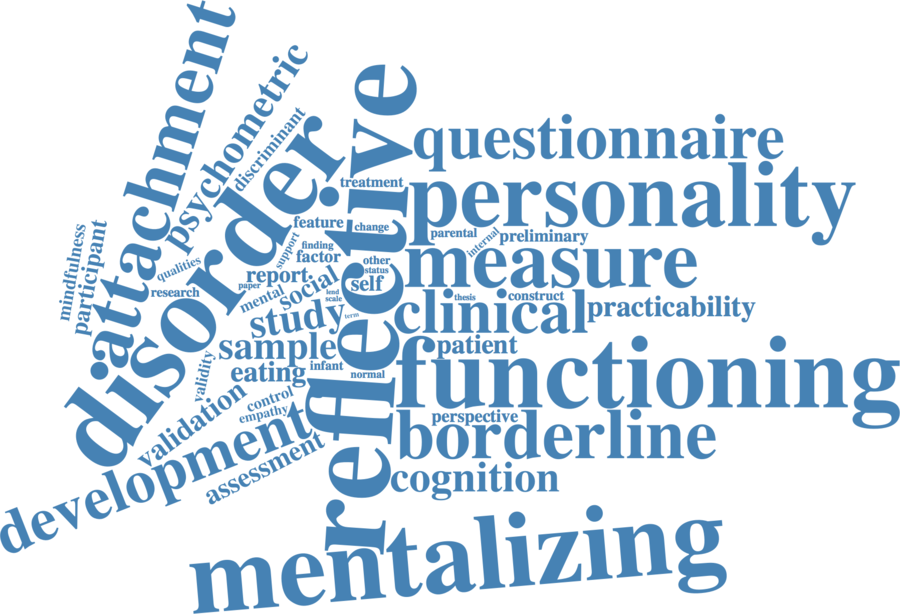 attachment
psychometric
discriminant
disorder
reflective
questionnaire
treatment
personality
feature
change
parental
internal
preliminary
mindfulness
participant
qualities
research
support
finding
factor
other
status
measure
report
paper
mental
social
self
lend
scale
term
study
clinical
thesis
construct
practicability
sample
patient
validity
eating
infant
normal
functioning
validation
control
empathy
perspective
borderline
development
assessment
cognition
mentalizing